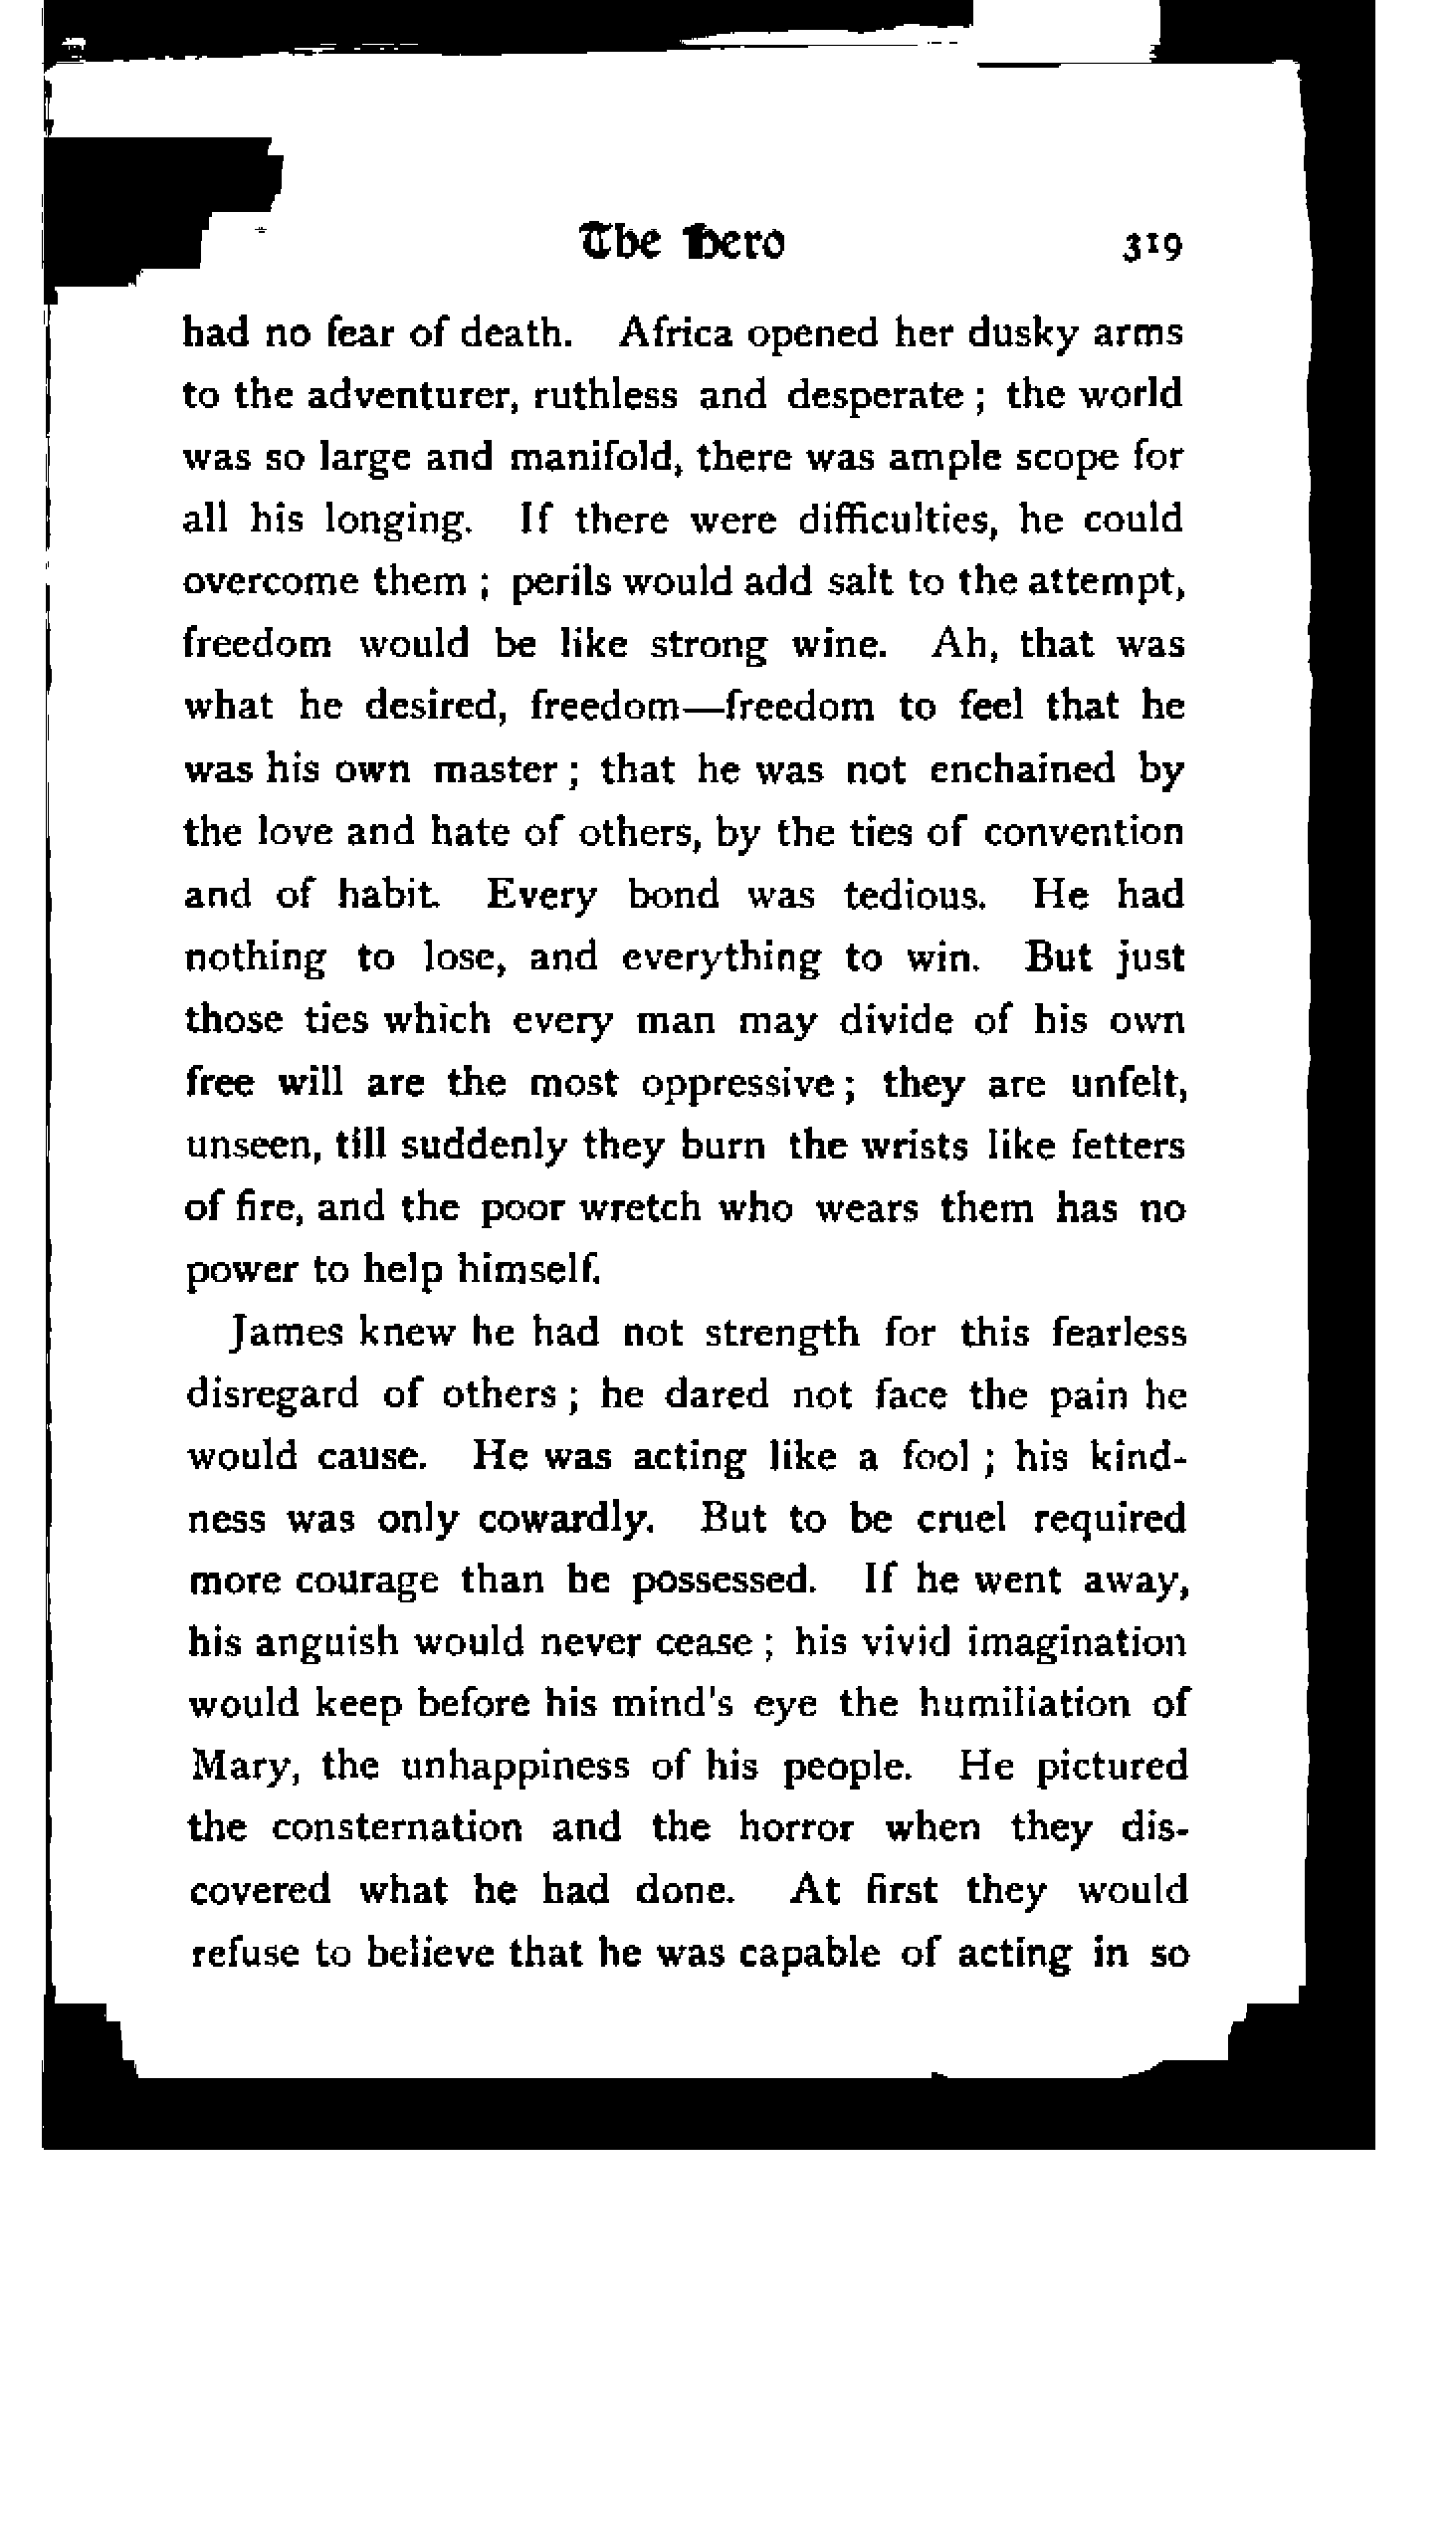 The Hero 319
had no fear of death. Africa opened her dusky arms
to the adventurer, ruthless and desperate ; the world
was so large and manifold, there was ample scope for
all his longing. If there were difficulties, he could
overcome them ; perils would add salt to the attempt,
freedom would be like strong wine. Ah, that was
what he desired, freedom—freedom to feel that he
was his own master ; that he was not enchained by
the love and hate of others, by the ties of convention
and of habit. Every bond was tedious. He had
nothing to lose, and everything to win. But just
those ties which every man may divide of his own
free will are the most oppressive ; they are unfelt,
unseen, till suddenly they burn the wrists like fetters
of fire, and the poor wretch who wears them has no
power to help himself.
James knew he had not strength for this fearless
disregard of others ; he dared not face the pain he
would cause. He was acting like a fool ; his kind-
ness was only cowardly. But to be cruel required
more courage than he possessed. If he went away,
his anguish would never cease ; his vivid imagination
would keep before his mind's eye the humiliation of
Mary, the unhappiness of his people. He pictured
the consternation and the horror when they dis-
covered what he had done. At first they would
refuse to believe that he was capable of acting in so